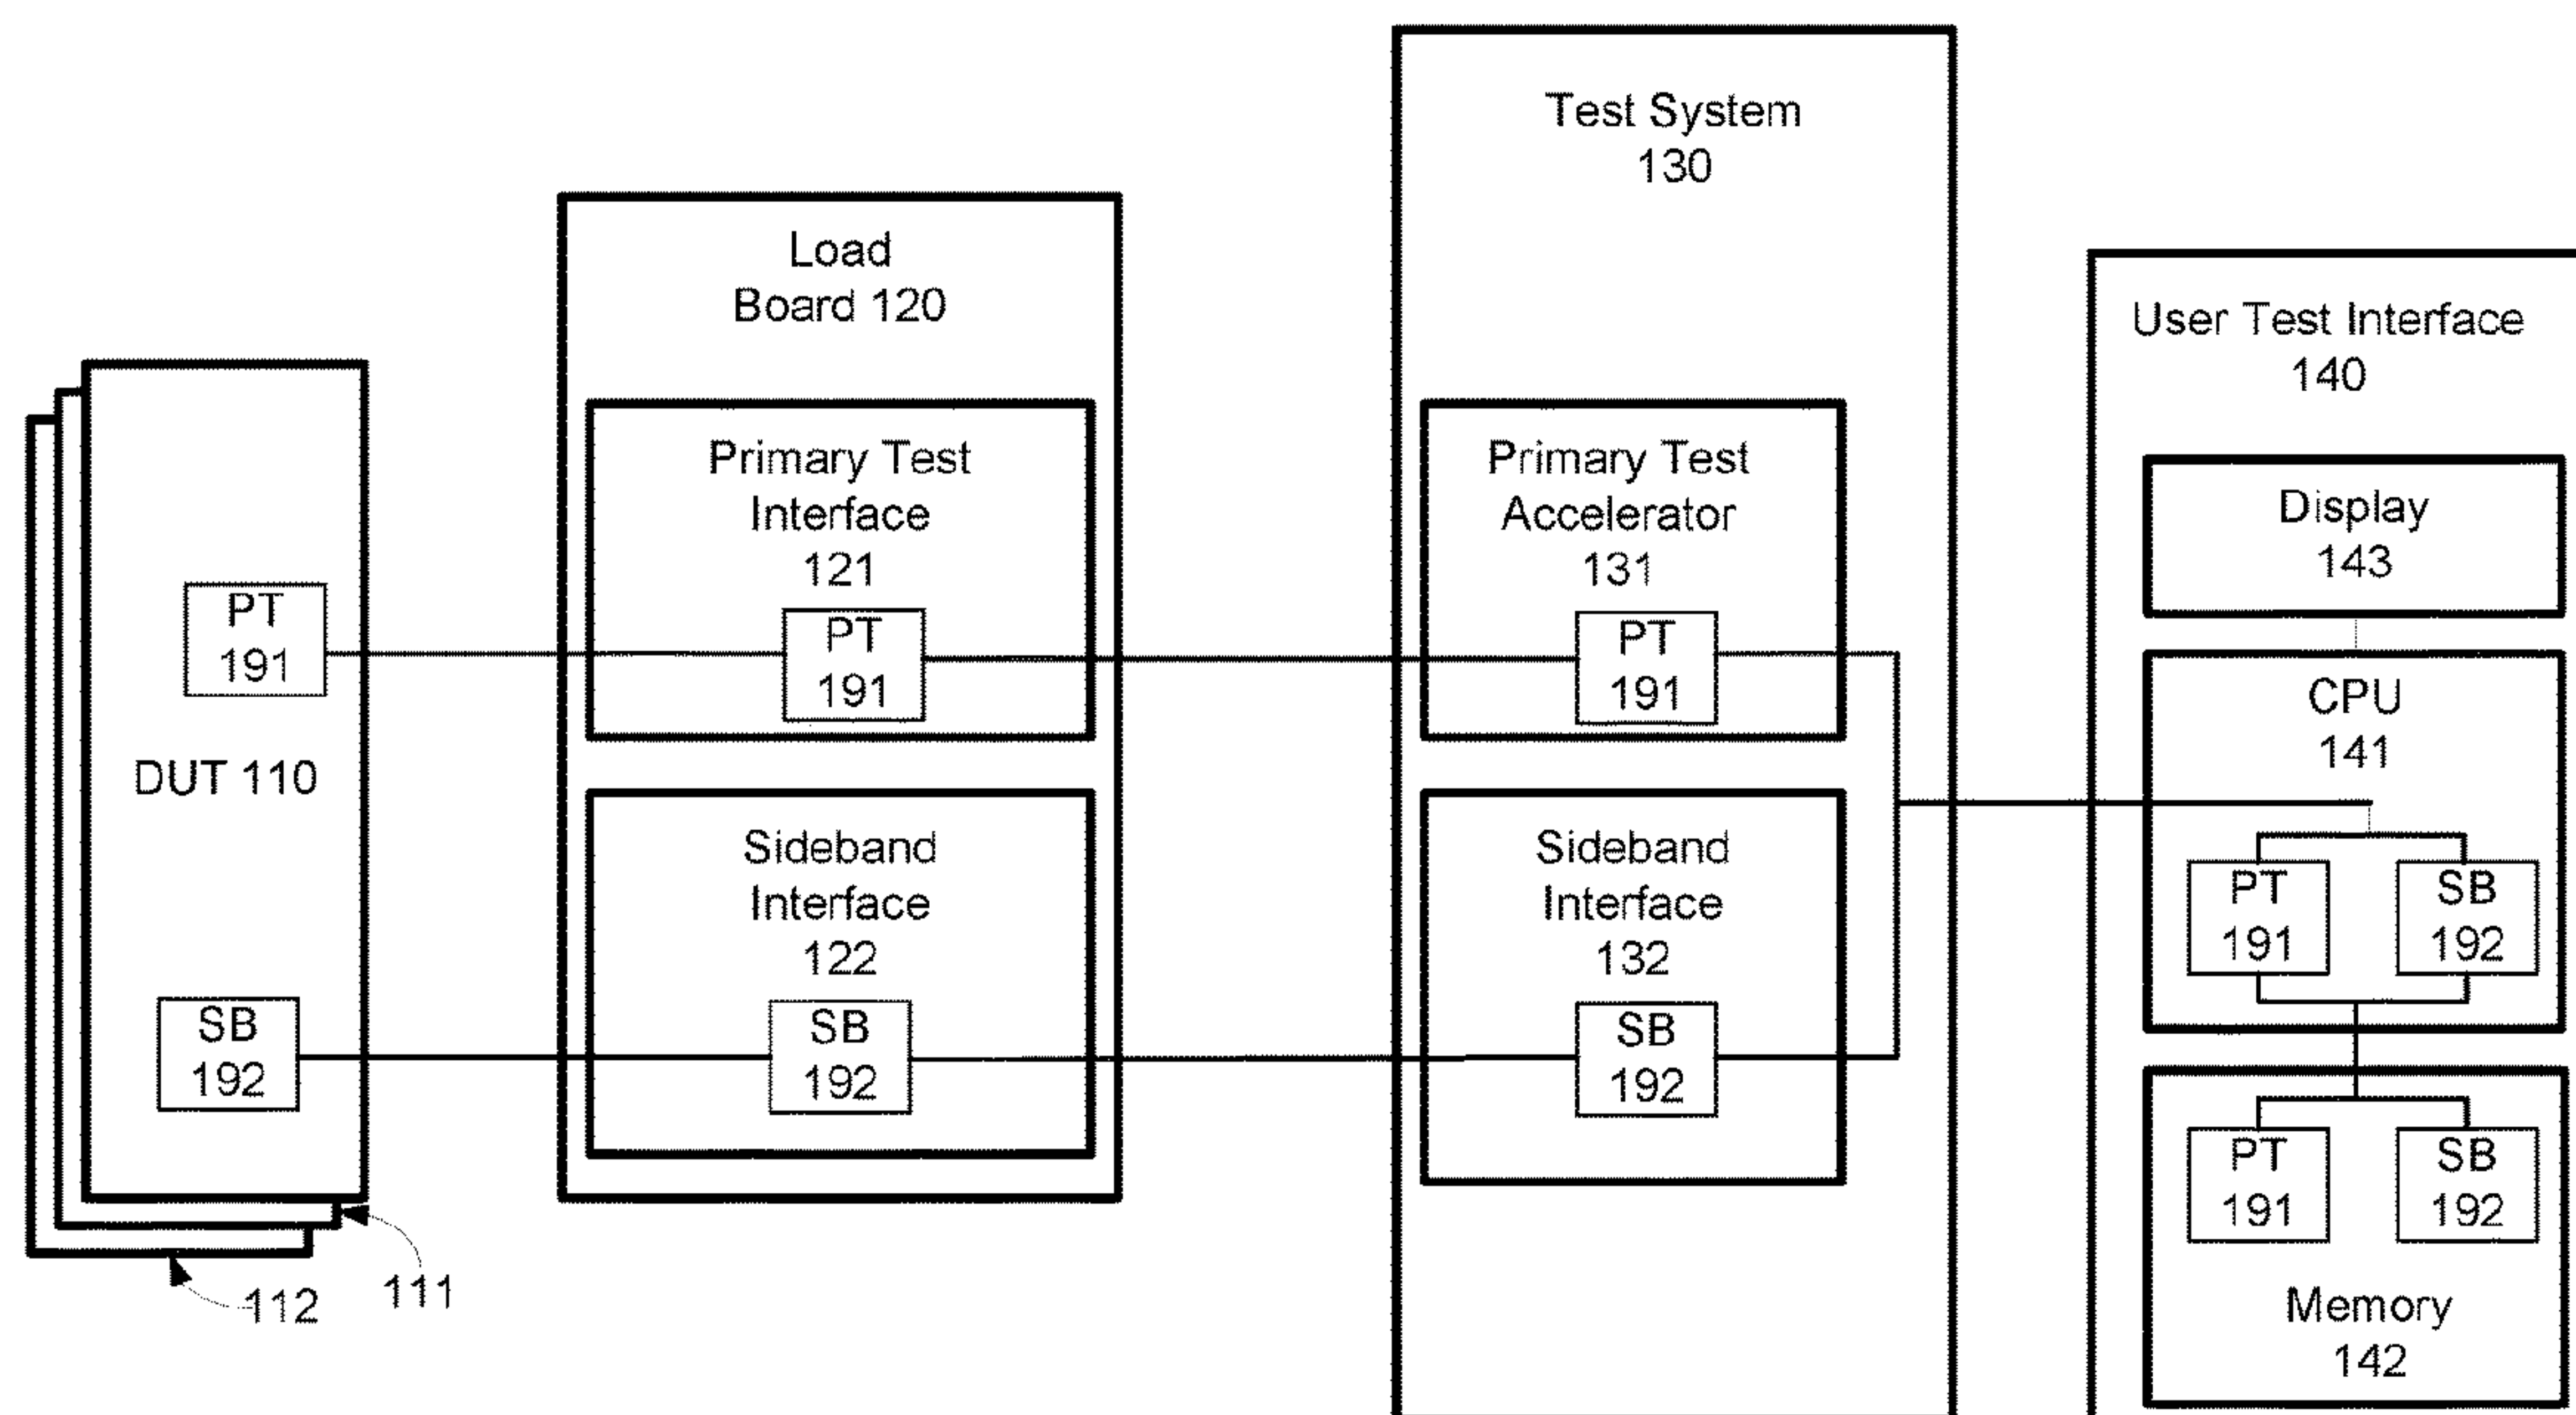 Test System
130
Load
Board 120
User Test Interface
140
Primary Test
Interface
121
PT
191
Primary Test
Accelerator
131
PT
191
Display
143
PT
191
DUT 110
SB
192
CPU
141
PT
191
SB
192
Sideband
Interface
122
SB
192
Sideband
Interface
132
SB
192
PT
191
SB
192
Memory
142
112
111